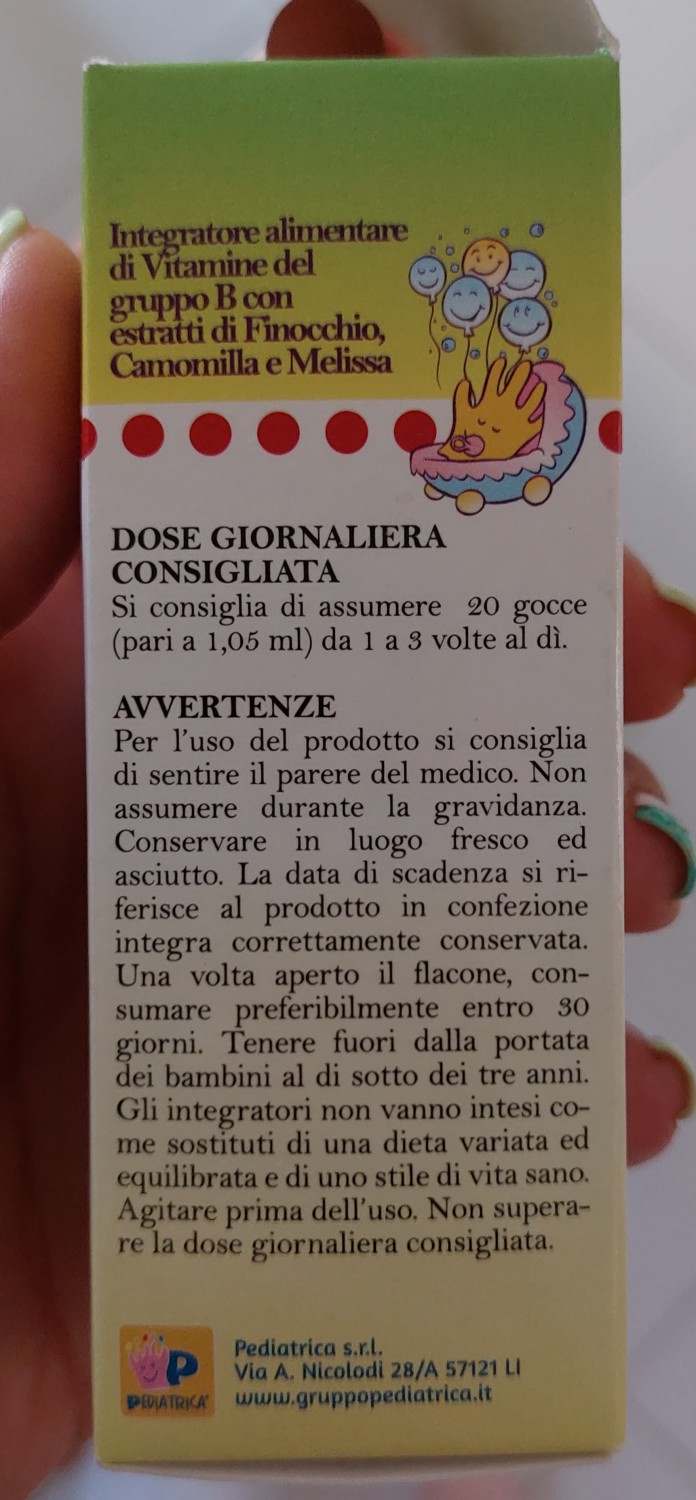 Integratore alimentare
di Vitamine del
gruppo B con
estratti di Finocchio,
Camomilla e Melissa
DOSE GIORNALIERA
CONSIGLIATA
Si consiglia di assumere 20 gocce
(pari a 1,05 ml) da 1 a 3 volte al dì.
AVVERTENZE
Per l'uso del prodotto si consiglia
di sentire il parere del medico. Non
assumere durante la gravidanza.
Conservare in luogo fresco ed
asciutto. La data di scadenza si ri-
ferisce al prodotto in confezione
integra correttamente conservata.
Una volta aperto il flacone, con-
sumare preferibilmente entro 30
giorni. Tenere fuori dalla portata
dei bambini al di sotto dei tre anni.
Gli integratori non vanno intesi co-
me sostituti di una dieta variata ed
equilibrata e di uno stile di vita sano.
Agitare prima dell'uso. Non supera-
re la dose giornaliera consigliata.
P
PEDIATRICA®
Pediatrica s.r.l.
Via A. Nicolodi 28/A 57121 LI
www.gruppopediatrica.it